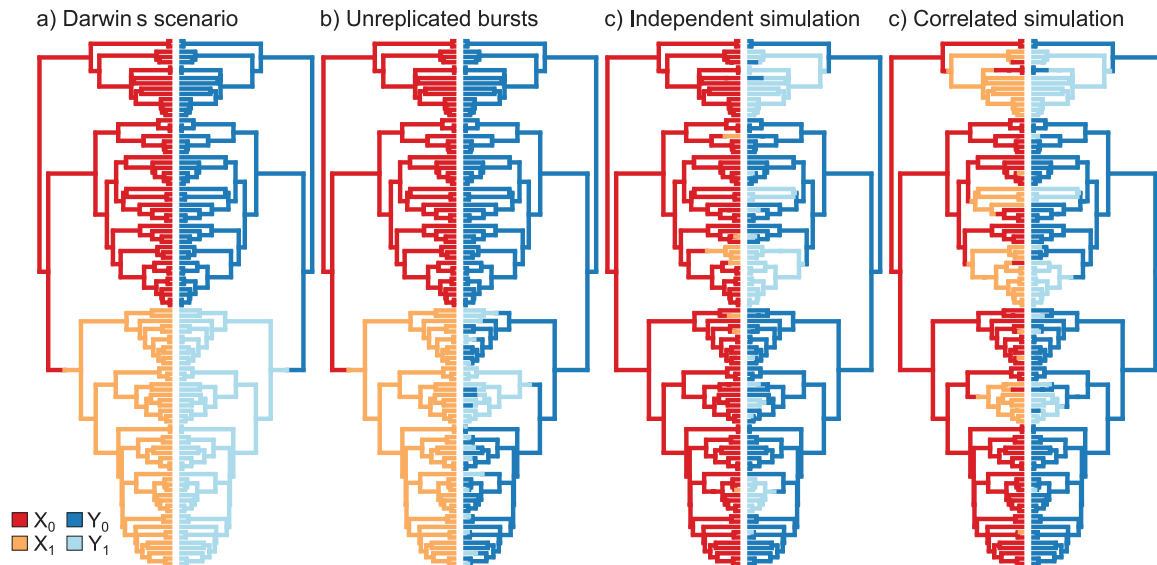 a) Darwin s scenario
b) Unreplicated bursts
c) Independent simulation
c) Correlated simulation
X₀ Y₀
X₁ Y₁